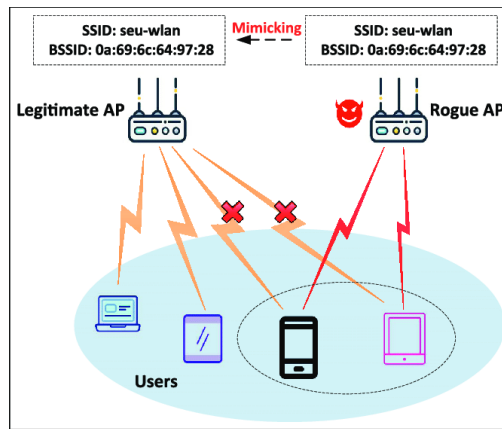 SSID: seu-wlan
BSSID: 0a:69:6c:64:97:28
Mimicking
SSID: seu-wlan
BSSID: 0a:69:6c:64:97:28
Legitimate AP
Rogue AP
Users